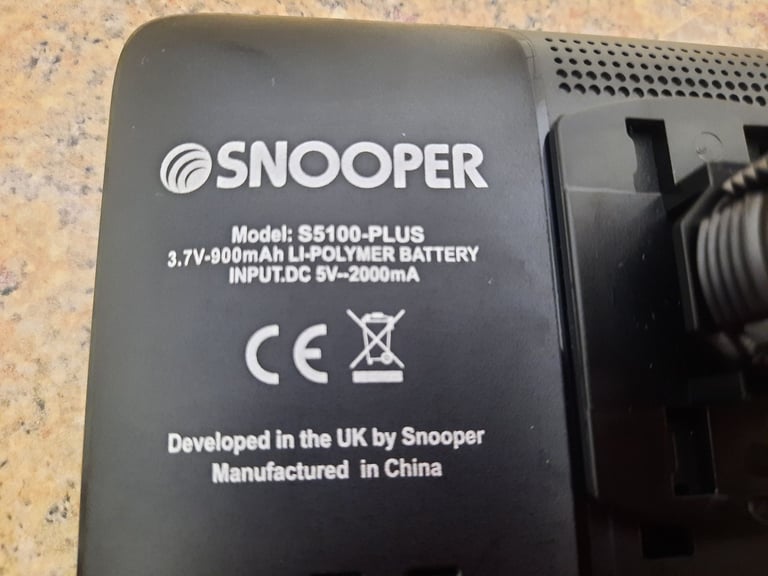 SNOOPER
Model: S5100-PLUS
3.7V-900mAh LI-POLYMER BATTERY
INPUT.DC 5V--2000mA
CE
Developed in the UK by Snooper
Manufactured in China